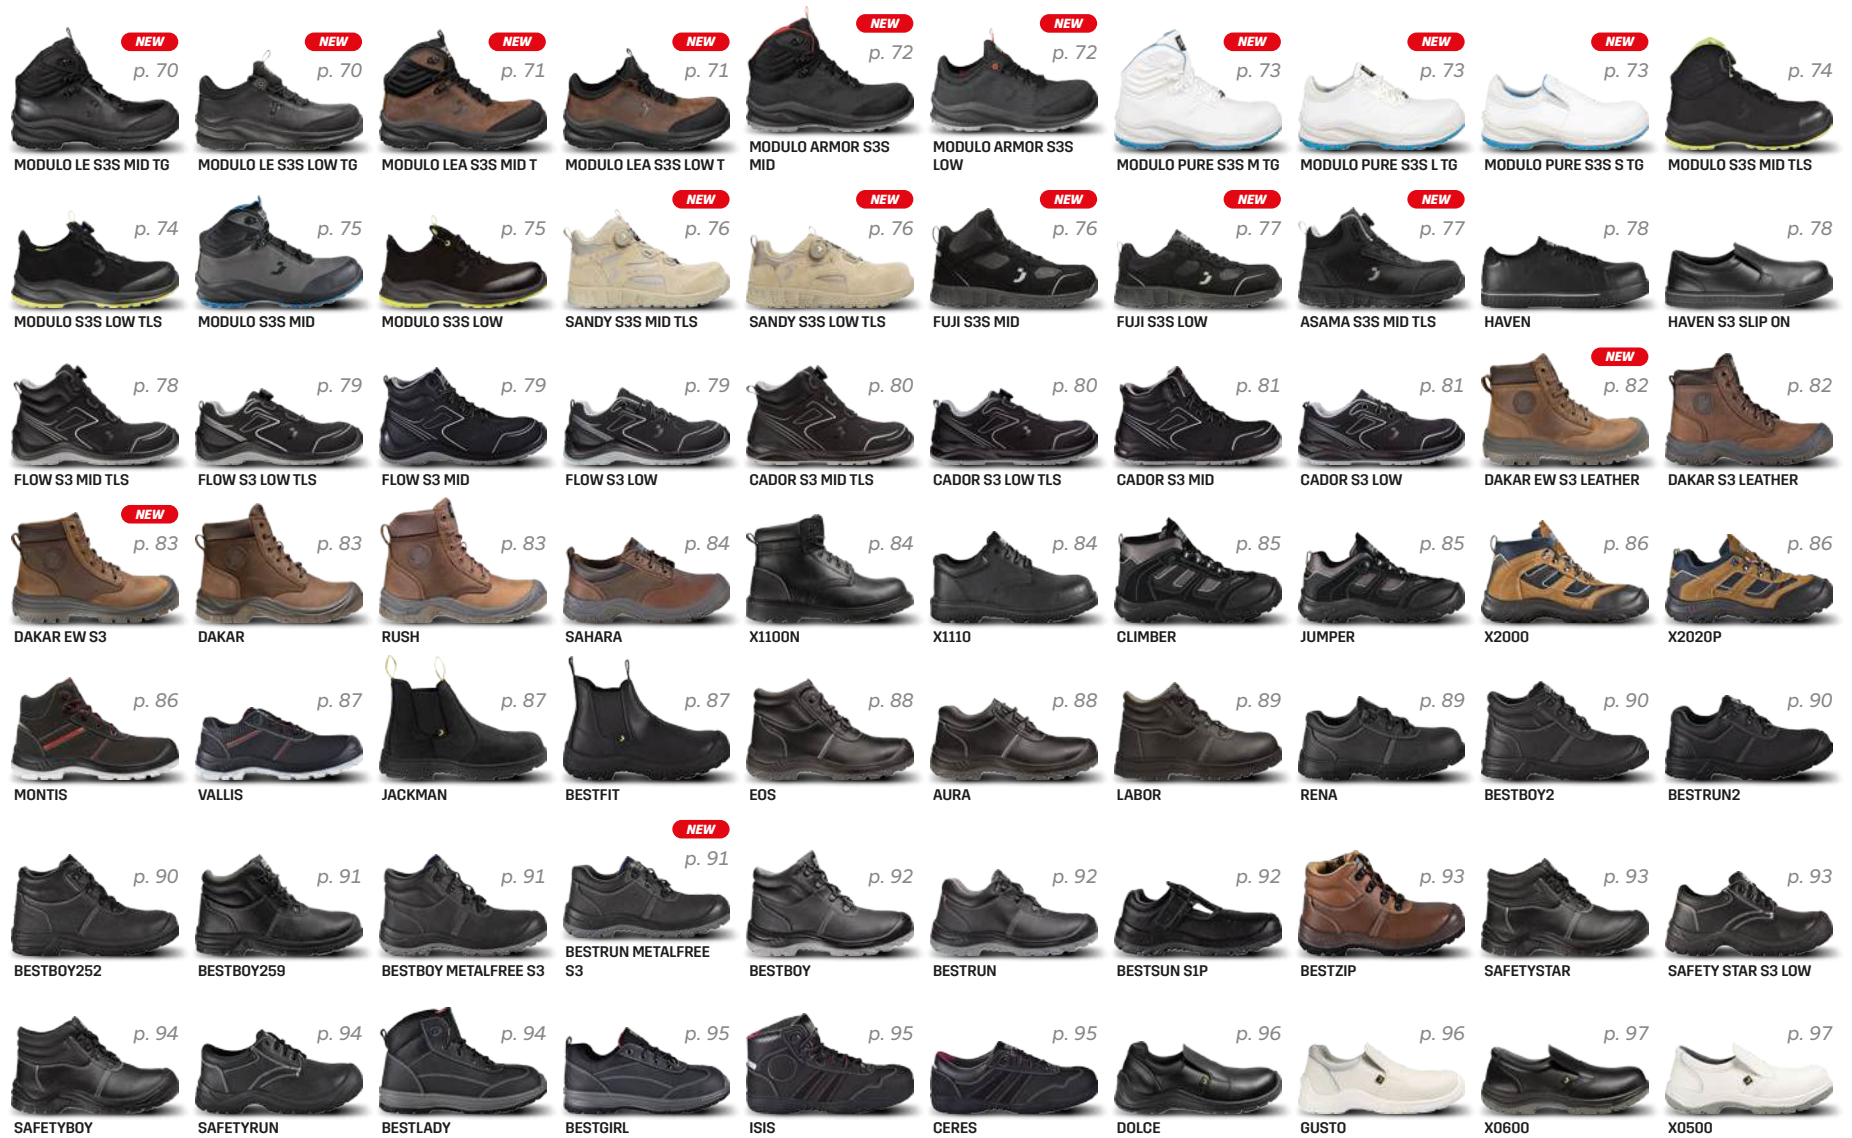 NEW
p. 70
MODULO LE S3S MID TG
NEW
p. 70
MODULO LE S3S LOW TG
NEW
p. 71
MODULO LEA S3S MID T
NEW
p. 71
MODULO LEA S3S LOW T
NEW
p. 72
MODULO ARMOR S3S
MID
NEW
p. 72
MODULO ARMOR S3S
LOW
NEW
p. 73
MODULO PURE S3S M TG
NEW
p. 73
MODULO PURE S3S L TG
NEW
p. 73
MODULO PURE S3S S TG
p. 74
MODULO S3S MID TLS
p. 74
MODULO S3S LOW TLS
p. 75
MODULO S3S MID
p. 75
MODULO S3S LOW
NEW
p. 76
SANDY S3S MID TLS
NEW
p. 76
SANDY S3S LOW TLS
NEW
p. 76
FUJI S3S MID
NEW
p. 77
FUJI S3S LOW
NEW
p. 77
ASAMA S3S MID TLS
p. 78
HAVEN
p. 78
HAVEN S3 SLIP ON
p. 78
FLOW S3 MID TLS
p. 79
FLOW S3 LOW TLS
p. 79
FLOW S3 MID
p. 79
FLOW S3 LOW
p. 80
CADOR S3 MID TLS
p. 80
CADOR S3 LOW TLS
p. 81
CADOR S3 MID
p. 81
CADOR S3 LOW
NEW
p. 82
DAKAR EW S3 LEATHER
p. 82
DAKAR S3 LEATHER
NEW
p. 83
DAKAR EW S3
p. 83
DAKAR
p. 83
RUSH
p. 84
SAHARA
p. 84
X1100N
p. 84
X1110
p. 85
CLIMBER
p. 85
JUMPER
p. 86
X2000
p. 86
X2020P
p. 86
MONTIS
p. 87
VALLIS
p. 87
JACKMAN
p. 87
BESTFIT
p. 88
EOS
p. 88
AURA
p. 89
LABOR
p. 89
RENA
p. 90
BESTBOY2
p. 90
BESTRUN2
p. 90
BESTBOY252
p. 91
BESTBOY259
p. 91
BESTBOY METALFREE S3
NEW
p. 91
BESTRUN METALFREE
S3
p. 92
BESTBOY
p. 92
BESTRUN
p. 92
BESTSUN S1P
p. 93
BESTZIP
p. 93
SAFETYSTAR
p. 93
SAFETY STAR S3 LOW
p. 94
SAFETYBOY
p. 94
SAFETYRUN
p. 94
BESTLADY
p. 95
BESTGIRL
p. 95
ISIS
p. 95
CERES
p. 96
DOLCE
p. 96
GUSTO
p. 97
X0600
p. 97
X0500